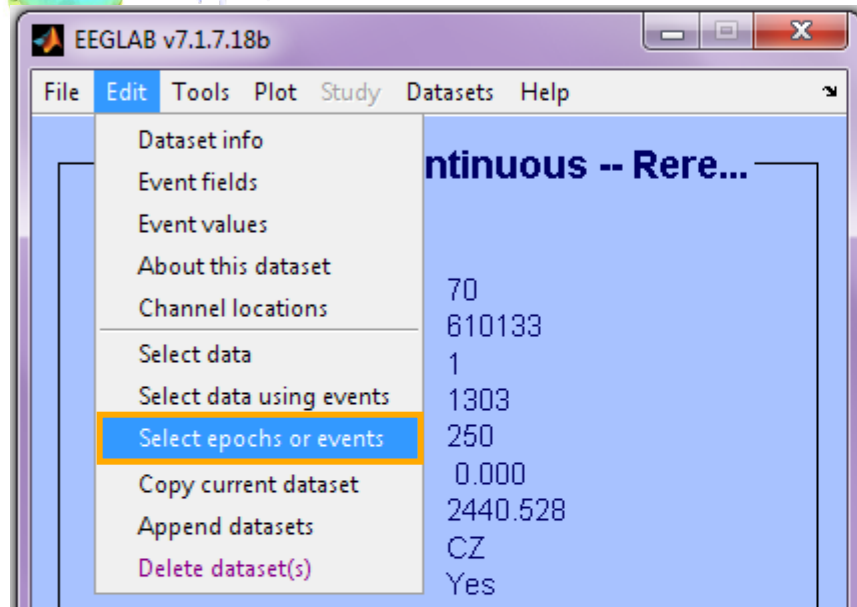 EEGLAB v7.1.7.18b
File Edit Tools Plot Study Datasets Help
ntinuous -- Rere...
Dataset info
Event fields
Event values
About this dataset
Channel locations
Select data
Select data using events
Select epochs or events
Copy current dataset
Append datasets
Delete dataset(s)
70
610133
1
1303
250
0.000
2440.528
CZ
Yes